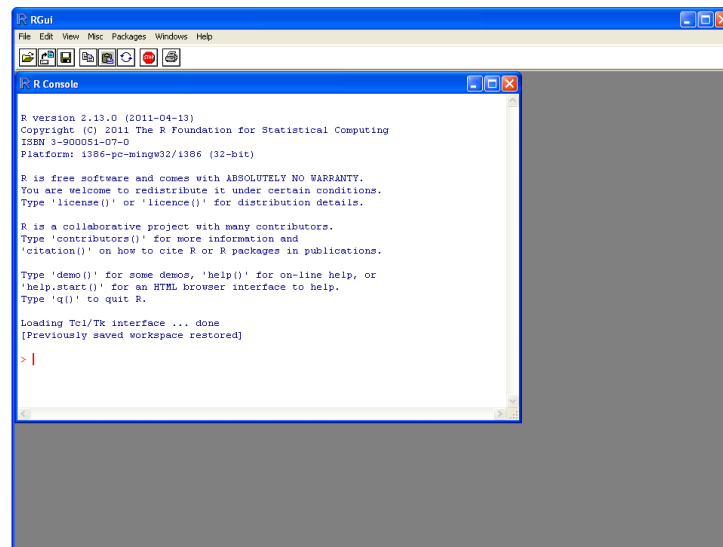 RGui
File Edit View Misc Packages Windows Help
STOP
R Console
R version 2.13.0 (2011-04-13)
Copyright (C) 2011 The R Foundation for Statistical Computing
ISBN 3-900051-07-0
Platform: i386-pc-mingw32/i386 (32-bit)
R is free software and comes with ABSOLUTELY NO WARRANTY.
You are welcome to redistribute it under certain conditions.
Type 'license()' or 'licence()' for distribution details.
R is a collaborative project with many contributors.
Type 'contributors()' for more information and
'citation()' on how to cite R or R packages in publications.
Type 'demo()' for some demos, 'help()' for on-line help, or
'help.start()' for an HTML browser interface to help.
Type 'q()' to quit R.
Loading Tcl/Tk interface ... done
[Previously saved workspace restored]
>